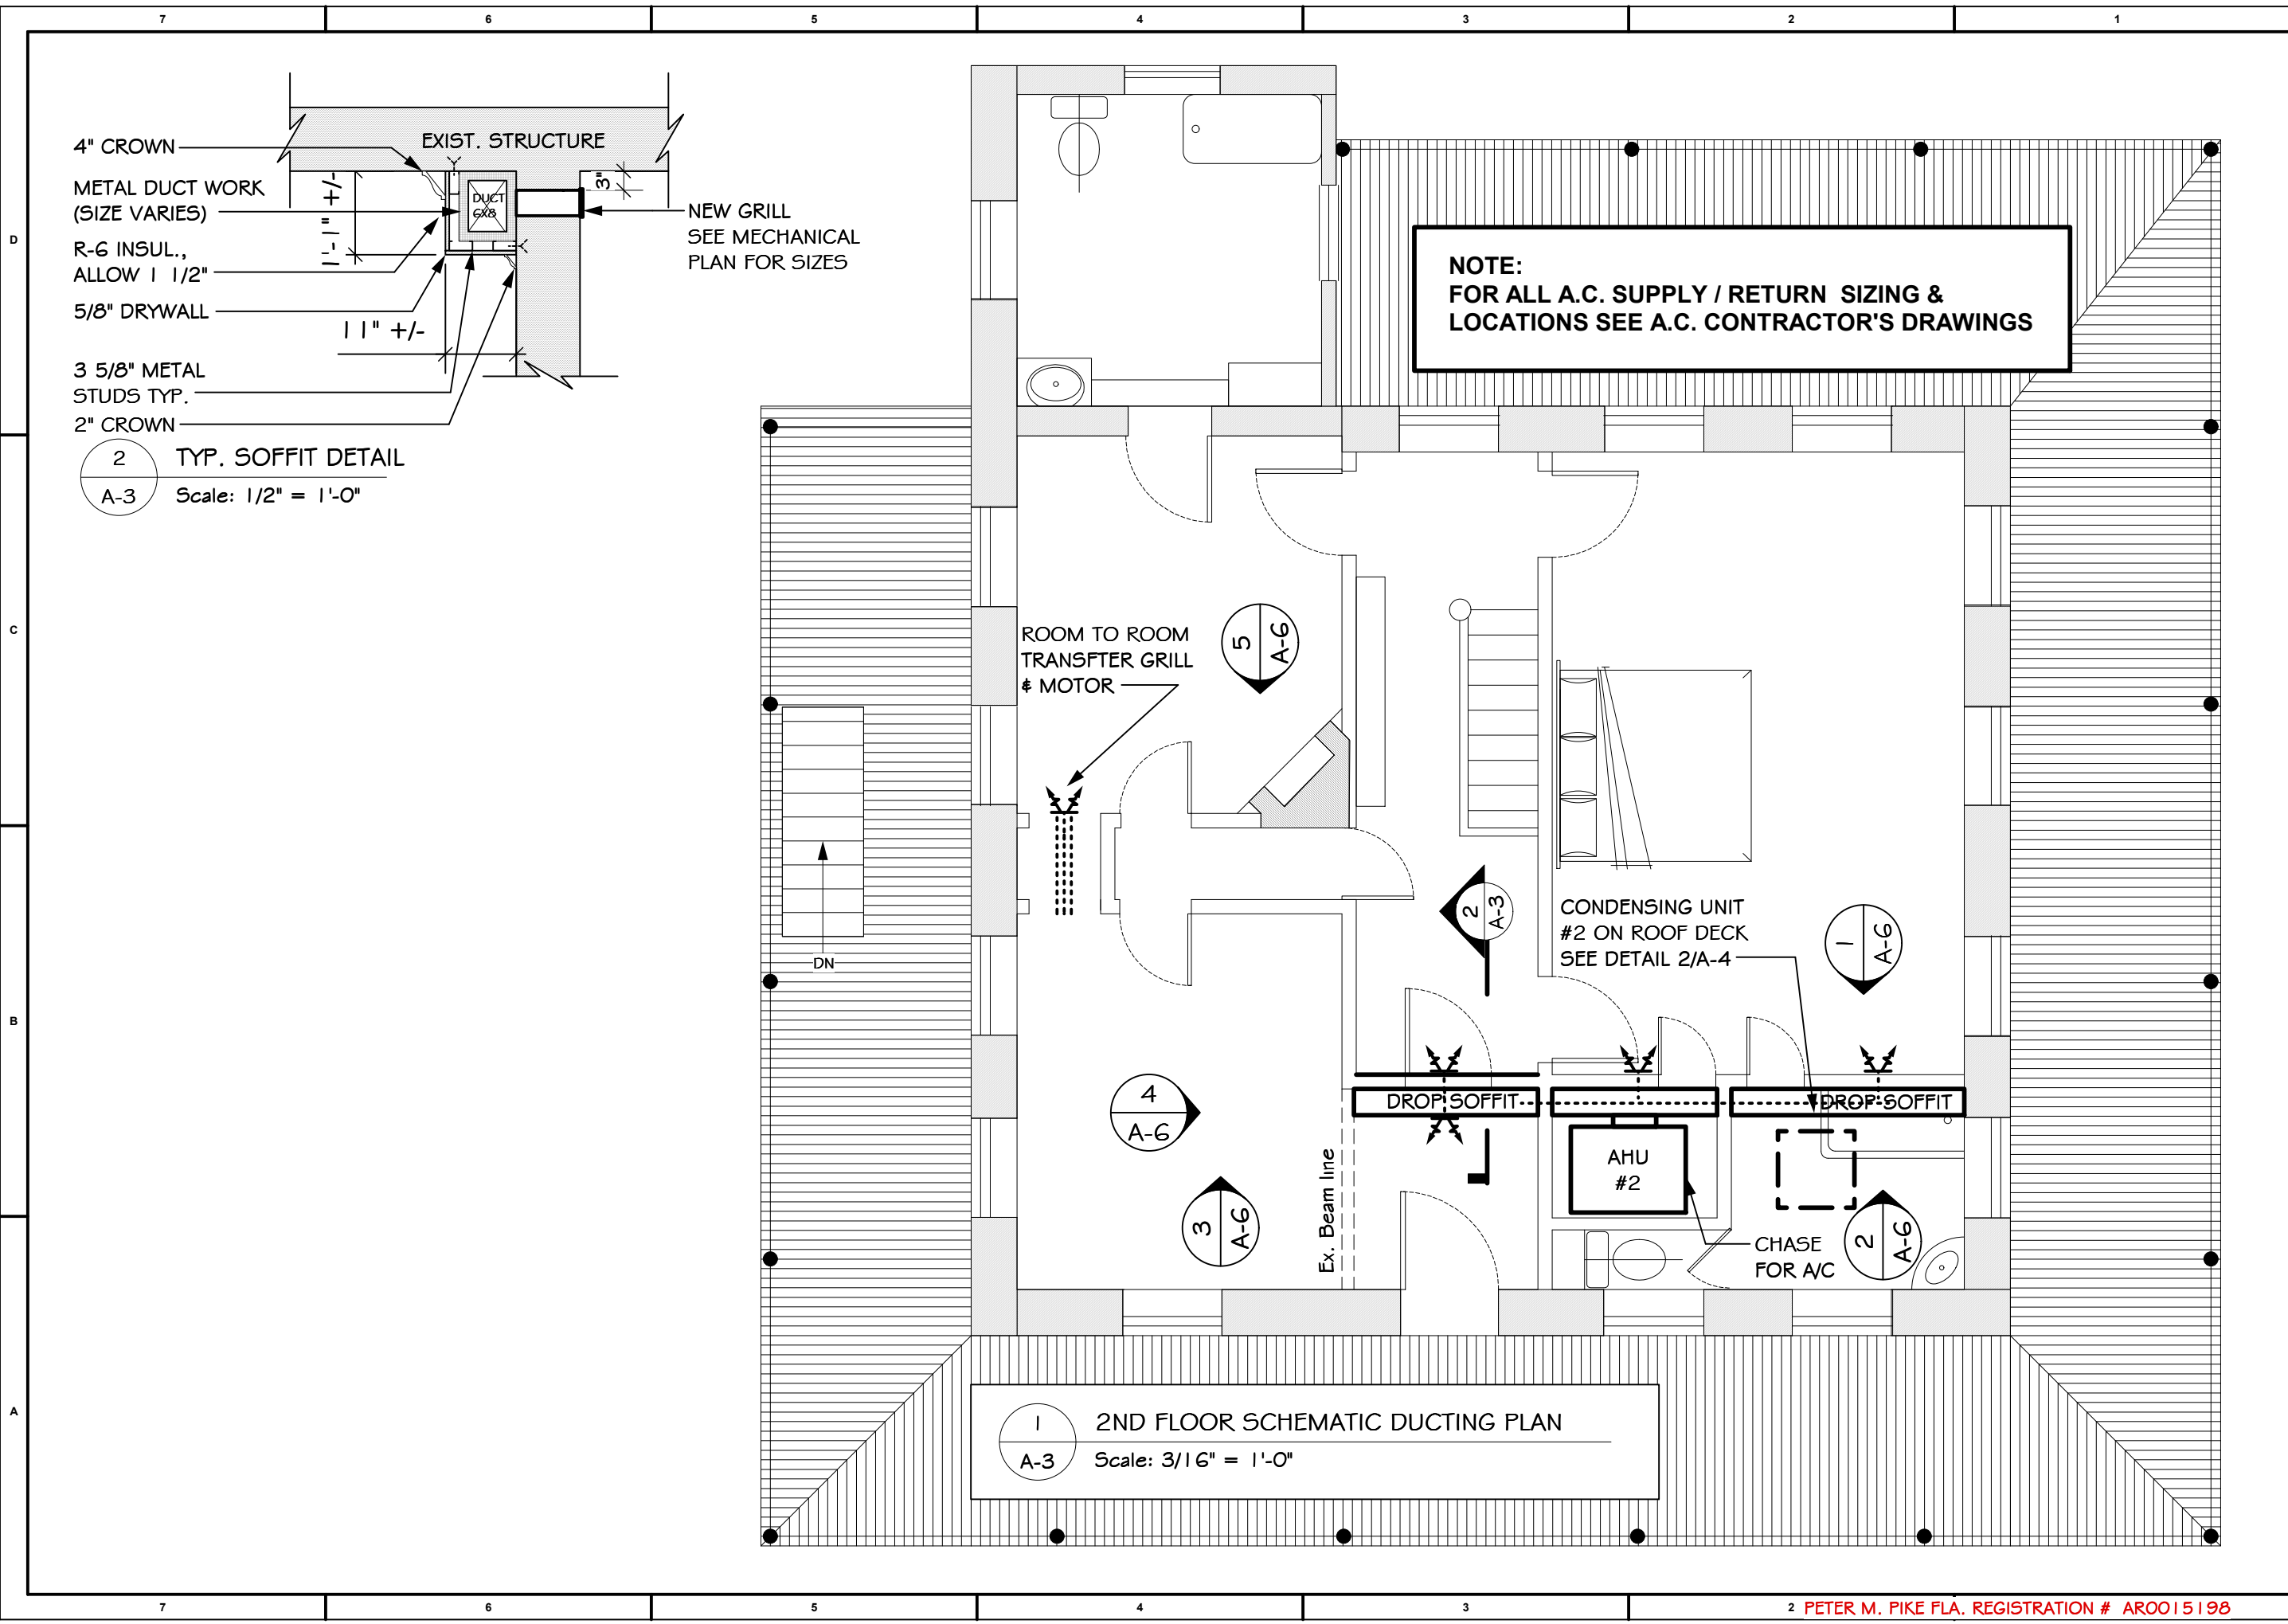 7 6 5 4 3 2 1
D
C
B
A
4" CROWN
METAL DUCT WORK
(SIZE VARIES)
R-6 INSUL.,
ALLOW 1 1/2"
5/8" DRYWALL
3 5/8" METAL
STUDS TYP.
2" CROWN
EXIST. STRUCTURE
DUCT
6X8
1'-1" +/-
11" +/-
3"
NEW GRILL
SEE MECHANICAL
PLAN FOR SIZES
2
A-3
TYP. SOFFIT DETAIL
Scale: 1/2" = 1'-0"
NOTE:
FOR ALL A.C. SUPPLY / RETURN SIZING &
LOCATIONS SEE A.C. CONTRACTOR'S DRAWINGS
ROOM TO ROOM
TRANSFTER GRILL
& MOTOR
5
A-6
2
A-3
CONDENSING UNIT
#2 ON ROOF DECK
SEE DETAIL 2/A-4
1
A-6
DN
4
A-6
DROP SOFFIT
DROP SOFFIT
AHU
#2
Ex. Beam line
3
A-6
CHASE
FOR A/C
2
A-6
1
A-3
2ND FLOOR SCHEMATIC DUCTING PLAN
Scale: 3/16" = 1'-0"
7 6 5 4 3 2
PETER M. PIKE FLA. REGISTRATION # AR0015198